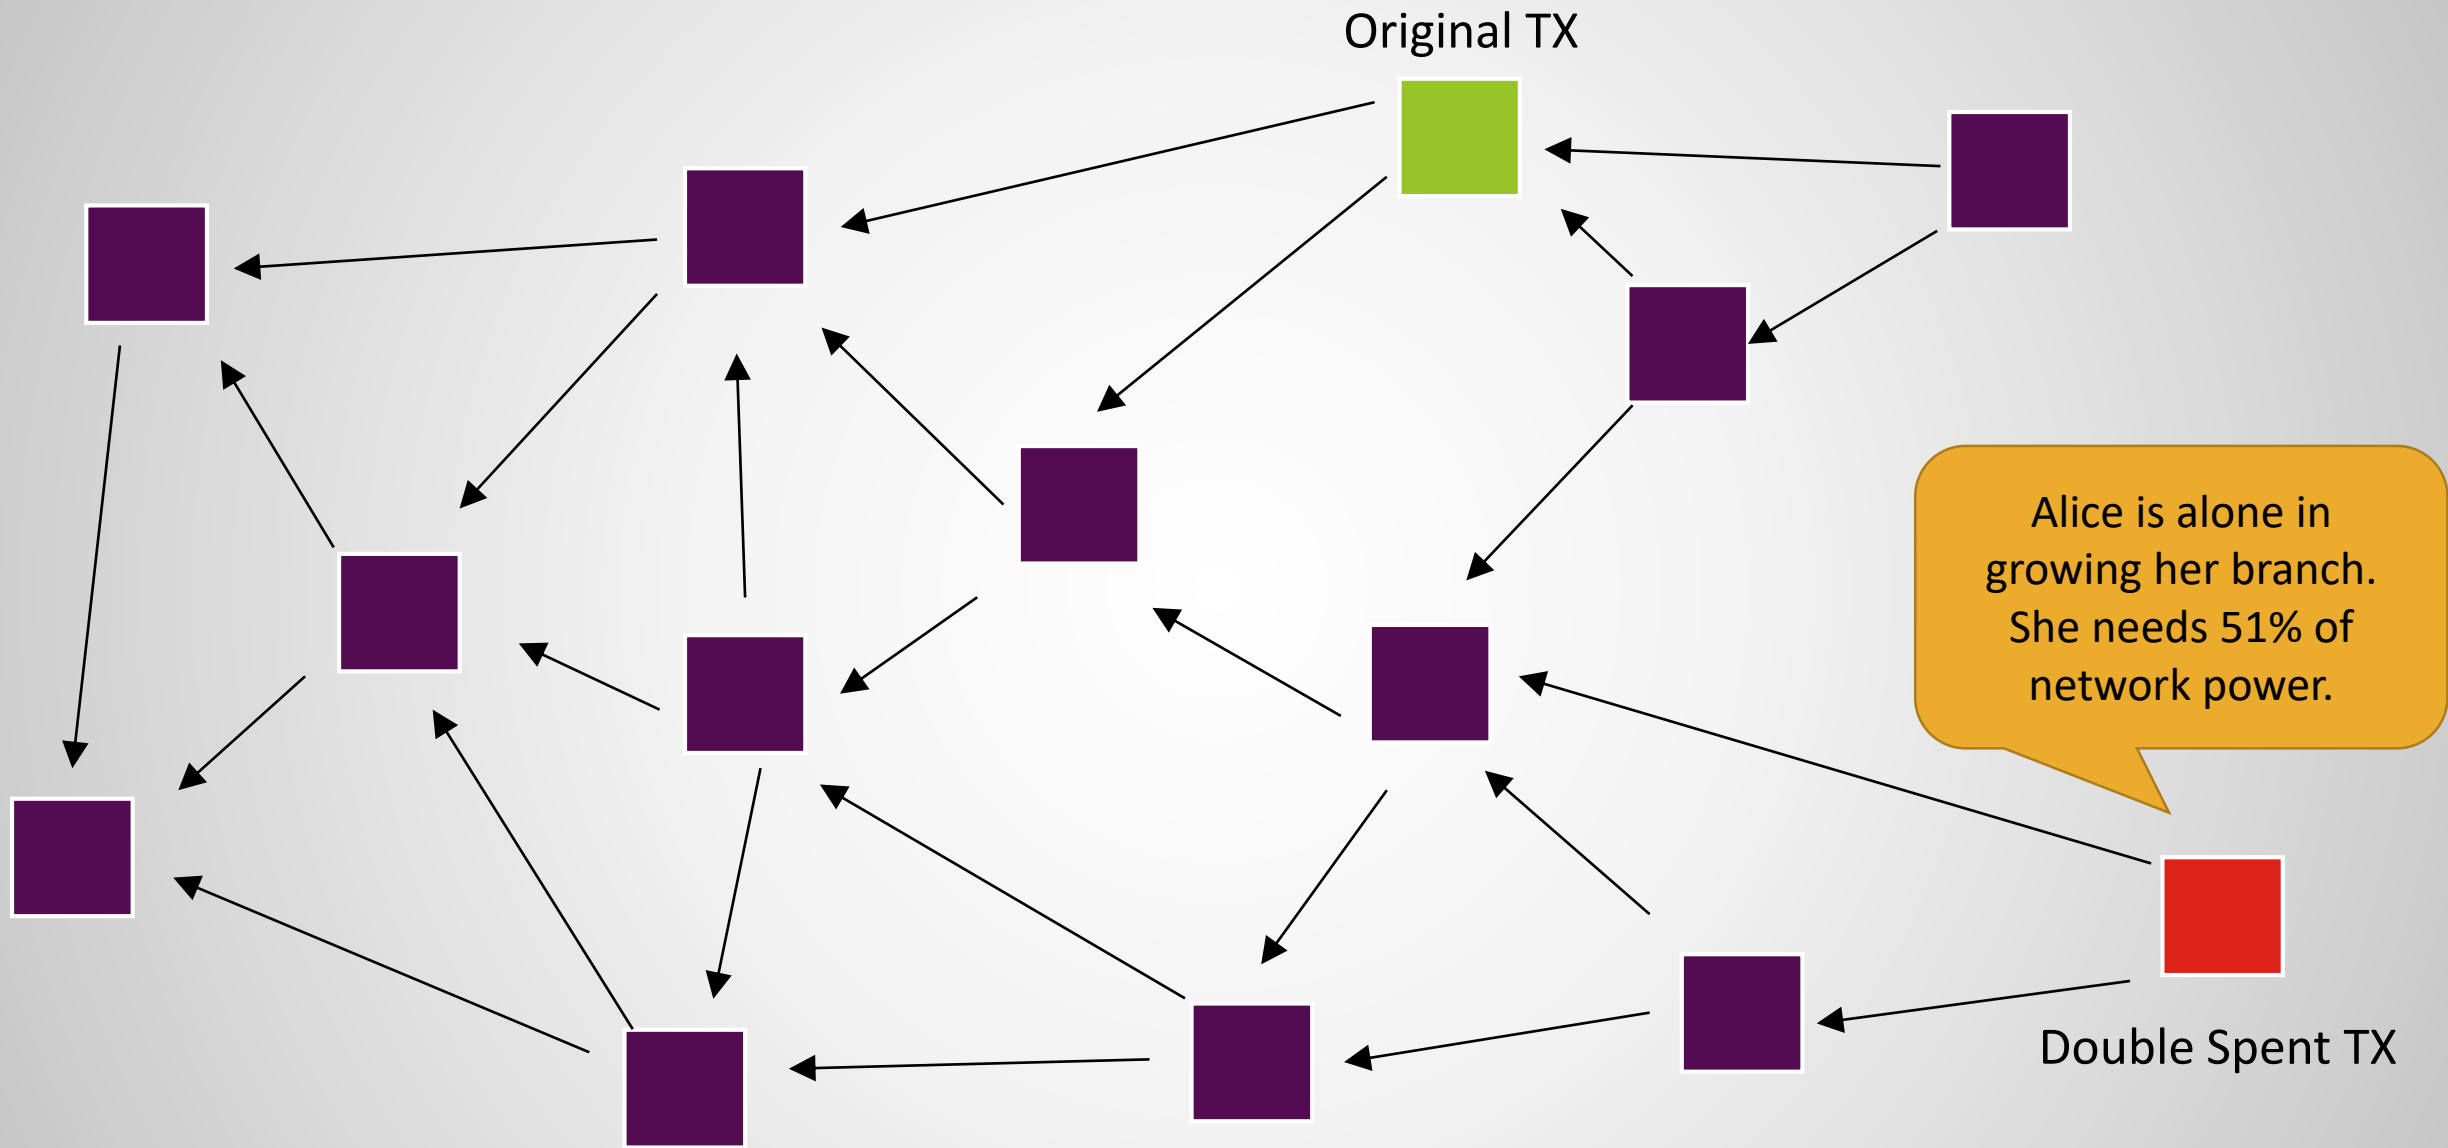 Original TX
Alice is alone in
growing her branch.
She needs 51% of
network power.
Double Spent TX